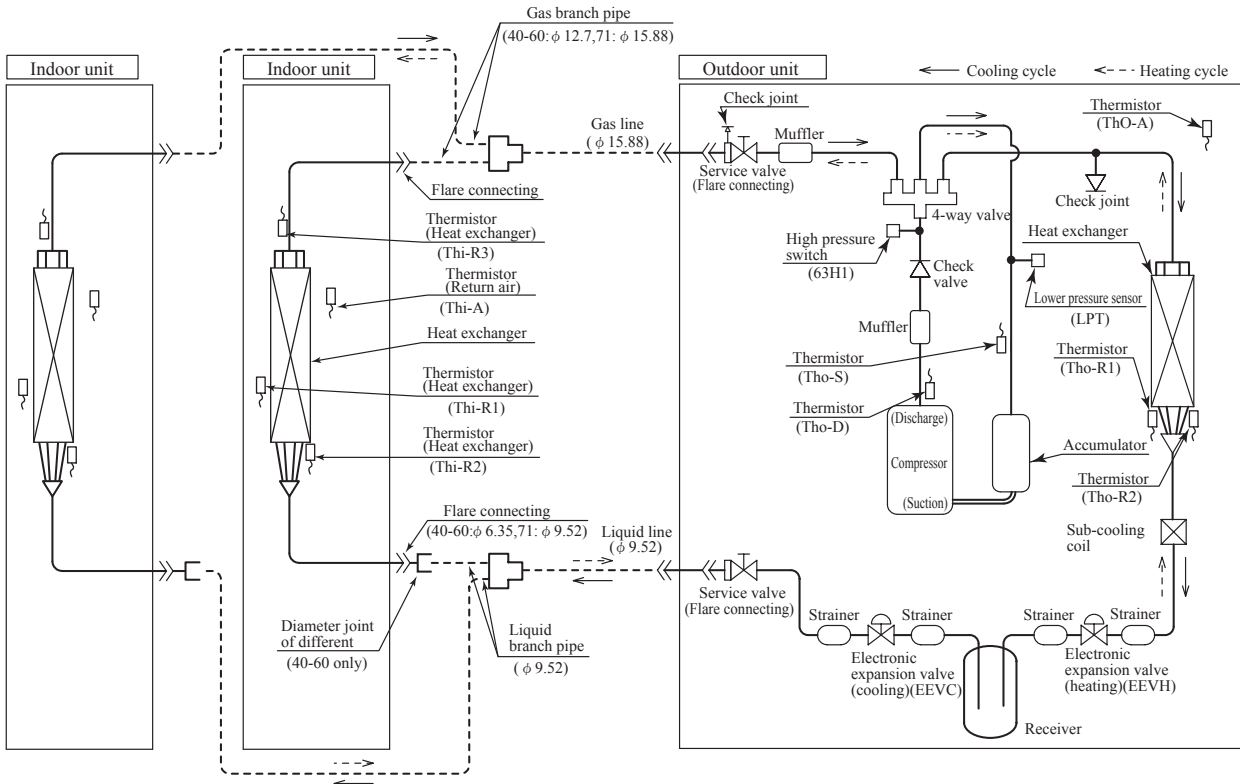 Gas branch pipe
(40-60: φ 12.7,71: φ 15.88)
Indoor unit
Indoor unit
Outdoor unit
Cooling cycle
Heating cycle
Check joint
Thermistor
(ThO-A)
Gas line
(φ 15.88)
Muffler
Service valve
(Flare connecting)
Flare connecting
4-way valve
Check joint
Thermistor
(Heat exchanger)
(Thi-R3)
High pressure
switch
(63H1)
Heat exchanger
Check
valve
Thermistor
(Return air)
(Thi-A)
Lower pressure sensor
(LPT)
Muffler
Heat exchanger
Thermistor
(Tho-S)
Thermistor
(Tho-R1)
Thermistor
(Heat exchanger)
(Thi-R1)
Thermistor
(Tho-D)
(Discharge)
Compressor
(Suction)
Accumulator
Thermistor
(Heat exchanger)
(Thi-R2)
Thermistor
(Tho-R2)
Flare connecting
(40-60:φ 6.35,71: φ 9.52)
Liquid line
(φ 9.52)
Sub-cooling
coil
Service valve
(Flare connecting)
Diameter joint
of different
(40-60 only)
Liquid
branch pipe
( φ 9.52)
Strainer
Strainer
Strainer
Strainer
Electronic
expansion valve
(cooling)(EEVC)
Electronic
expansion valve
(heating)(EEVH)
Receiver